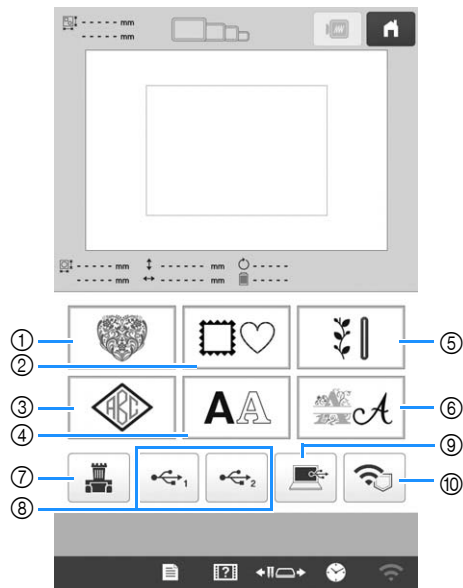 ----- mm
----- mm
----- mm ------ mm -----
----- mm ------ mm -----
①
②
③
ABC
④
A A
⑤
⑥
A
⑦
⑧
1
2
⑨
⑩
?